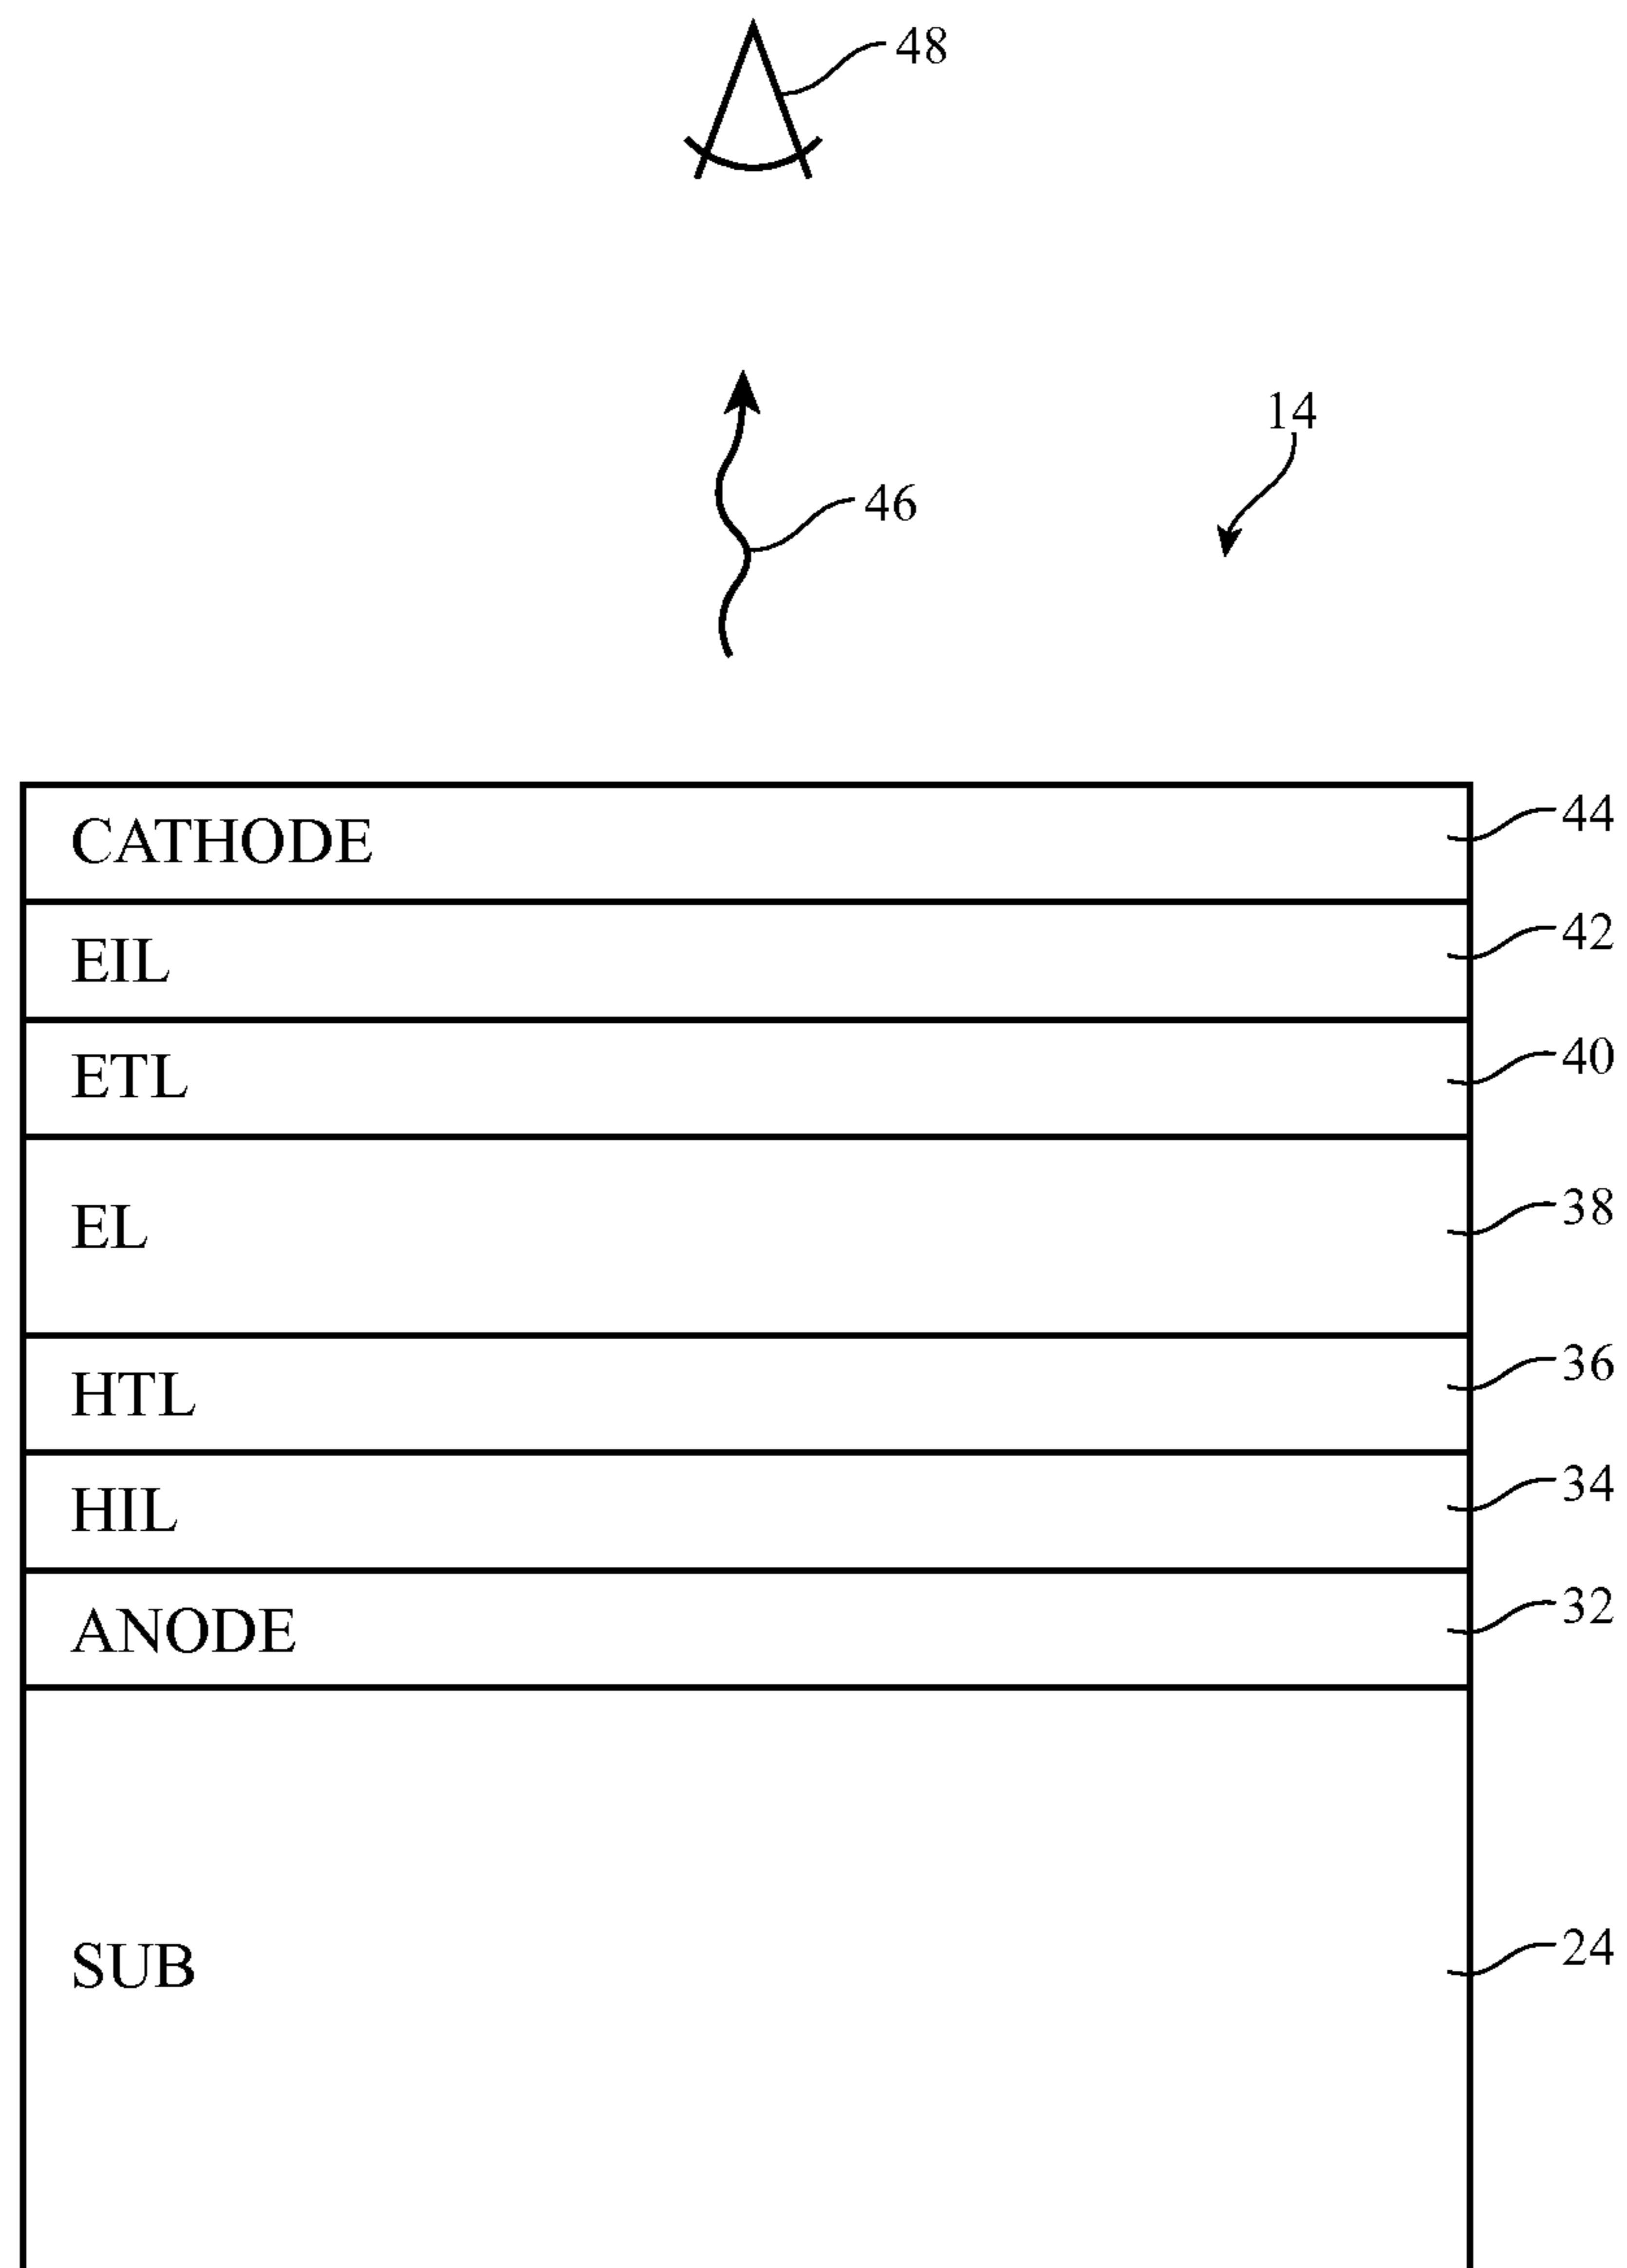 48
14
46
CATHODE 44
EIL 42
ETL 40
EL 38
HTL 36
HIL 34
ANODE 32
SUB 24